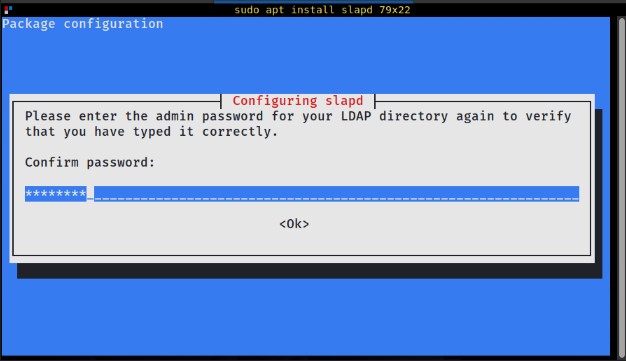 sudo apt install slapd 79x22
Package configuration
Configuring slapd
Please enter the admin password for your LDAP directory again to verify
that you have typed it correctly.
Confirm password:
********_______________________________________________________________
<Ok>